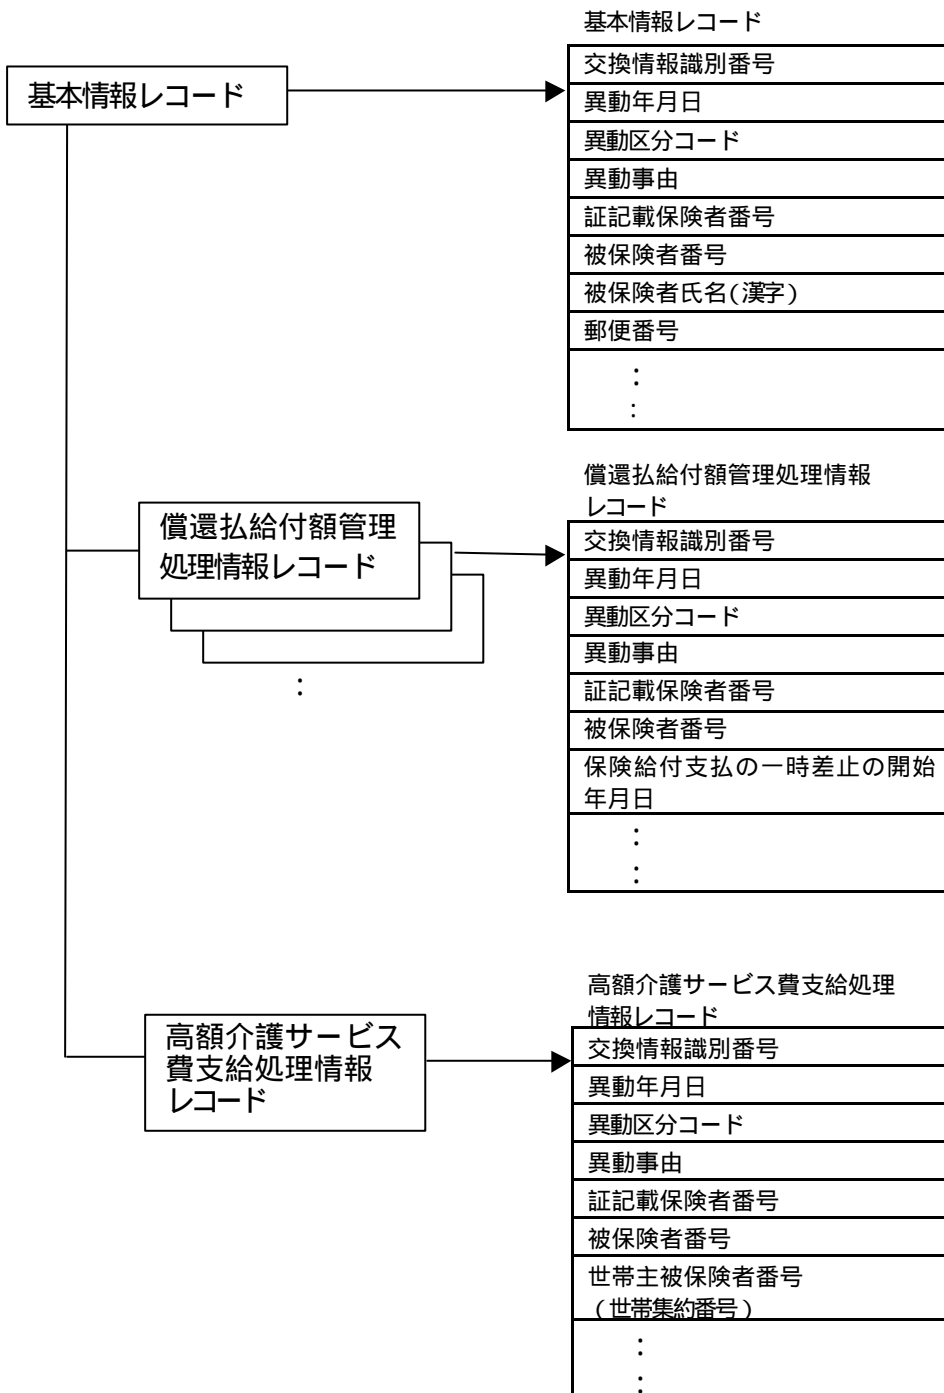 基本情報レコード
基本情報レコード
交換情報識別番号
異動年月日
異動区分コード
異動事由
証記載保険者番号
被保険者番号
被保険者氏名(漢字)
郵便番号
：
：
償還払給付額管理
処理情報レコード
：
償還払給付額管理処理情報
レコード
交換情報識別番号
異動年月日
異動区分コード
異動事由
証記載保険者番号
被保険者番号
保険給付支払の一時差止の開始
年月日
：
：
高額介護サービス
費支給処理情報
レコード
高額介護サービス費支給処理
情報レコード
交換情報識別番号
異動年月日
異動区分コード
異動事由
証記載保険者番号
被保険者番号
世帯主被保険者番号
(世帯集約番号)
：
：